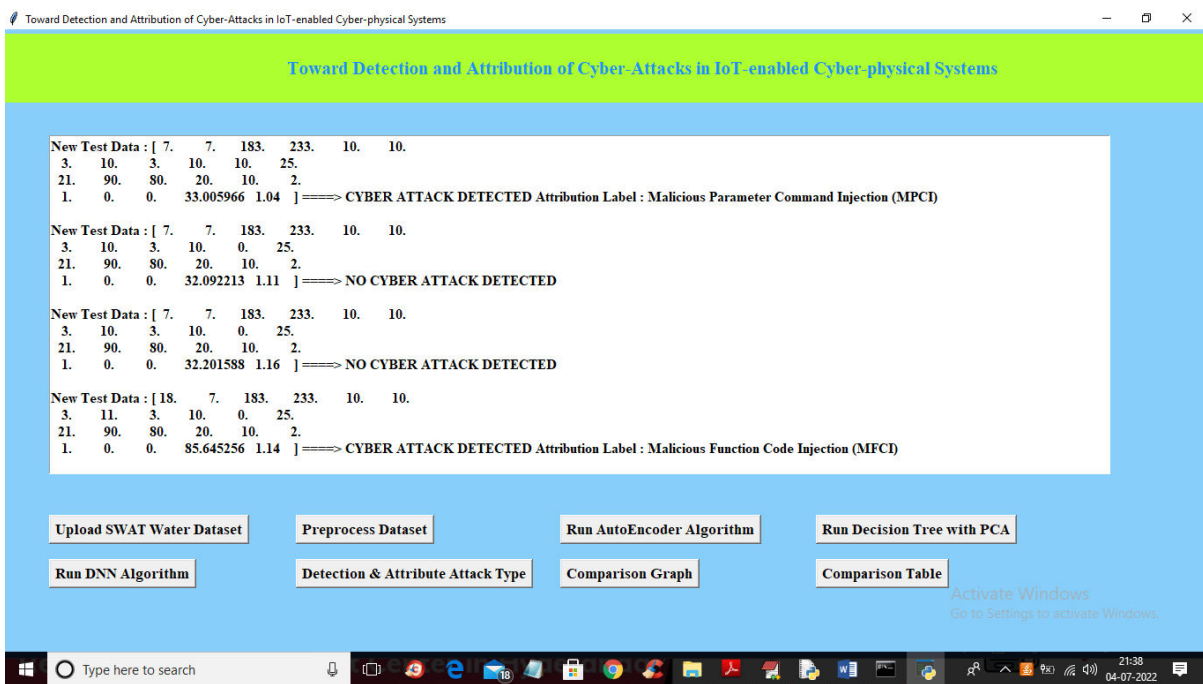 Toward Detection and Attribution of Cyber-Attacks in IoT-enabled Cyber-physical Systems
Toward Detection and Attribution of Cyber-Attacks in IoT-enabled Cyber-physical Systems
New Test Data : [ 7. 7. 183. 233. 10. 10.
3. 10. 3. 10. 10. 25.
21. 90. 80. 20. 10. 2.
1. 0. 0. 33.005966 1.04 ] ====> CYBER ATTACK DETECTED Attribution Label : Malicious Parameter Command Injection (MPCI)
New Test Data : [ 7. 7. 183. 233. 10. 10.
3. 10. 3. 10. 0. 25.
21. 90. 80. 20. 10. 2.
1. 0. 0. 32.092213 1.11 ] ====> NO CYBER ATTACK DETECTED
New Test Data : [ 7. 7. 183. 233. 10. 10.
3. 10. 3. 10. 0. 25.
21. 90. 80. 20. 10. 2.
1. 0. 0. 32.201588 1.16 ] ====> NO CYBER ATTACK DETECTED
New Test Data : [ 18. 7. 183. 233. 10. 10.
3. 11. 3. 10. 0. 25.
21. 90. 80. 20. 10. 2.
1. 0. 0. 85.645256 1.14 ] ====> CYBER ATTACK DETECTED Attribution Label : Malicious Function Code Injection (MFCI)
Upload SWAT Water Dataset Preprocess Dataset Run AutoEncoder Algorithm Run Decision Tree with PCA
Run DNN Algorithm Detection & Attribute Attack Type Comparison Graph Comparison Table
Activate Windows
Go to Settings to activate Windows.
Type here to search
18
21:38
04-07-2022